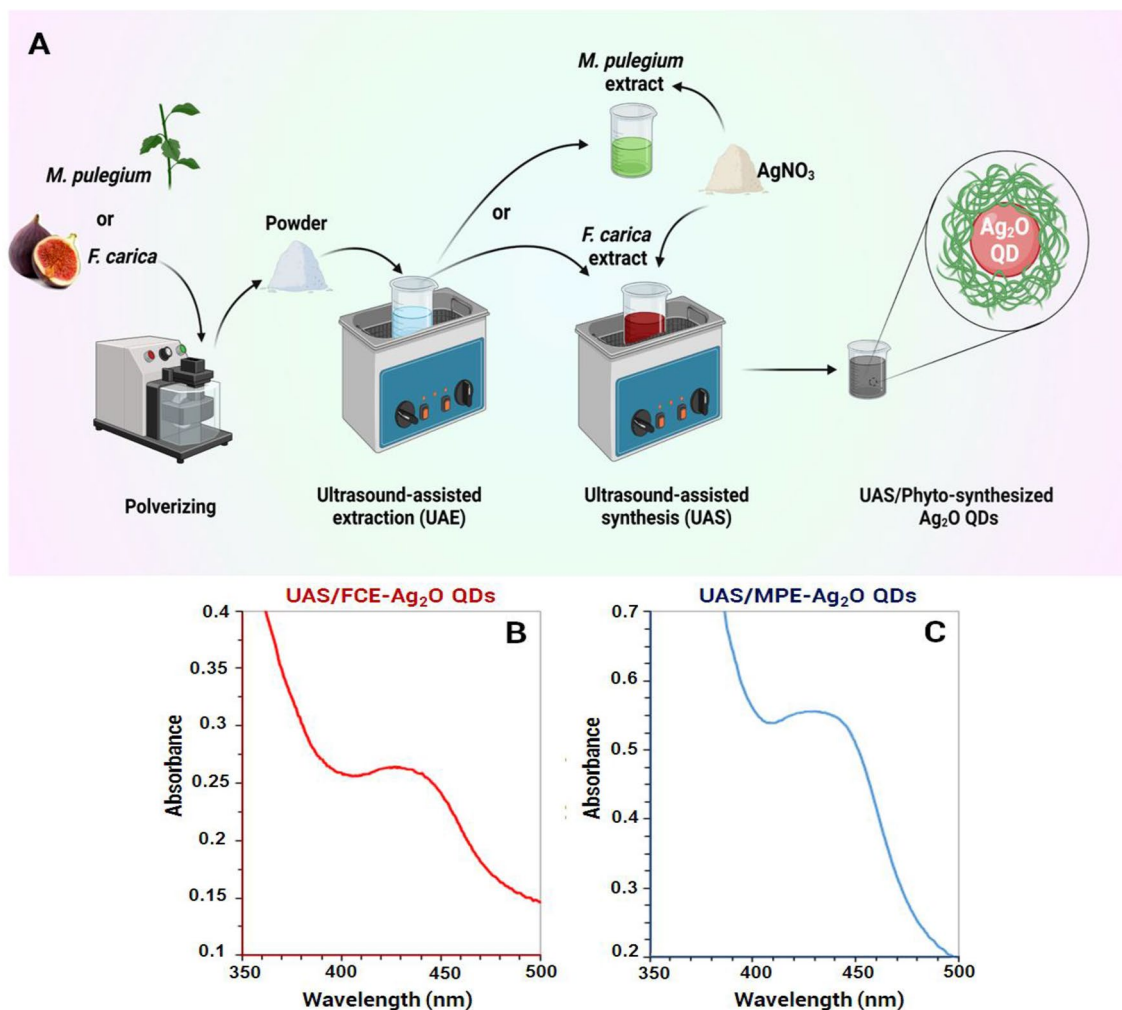 A
M. pulegium
extract
M. pulegium
or
F. carica
Powder
or
AgNO₃
F. carica
extract
Ag₂O
QD
Polverizing
Ultrasound-assisted
extraction (UAE)
Ultrasound-assisted
synthesis (UAS)
UAS/Phyto-synthesized
Ag₂O QDs
UAS/FCE-Ag₂O QDs
B
0.4
0.35
0.3
0.25
0.2
0.15
0.1
Absorbance
350 400 450 500
Wavelength (nm)
UAS/MPE-Ag₂O QDs
C
0.7
0.6
0.5
0.4
0.3
0.2
Absorbance
350 400 450 500
Wavelength (nm)